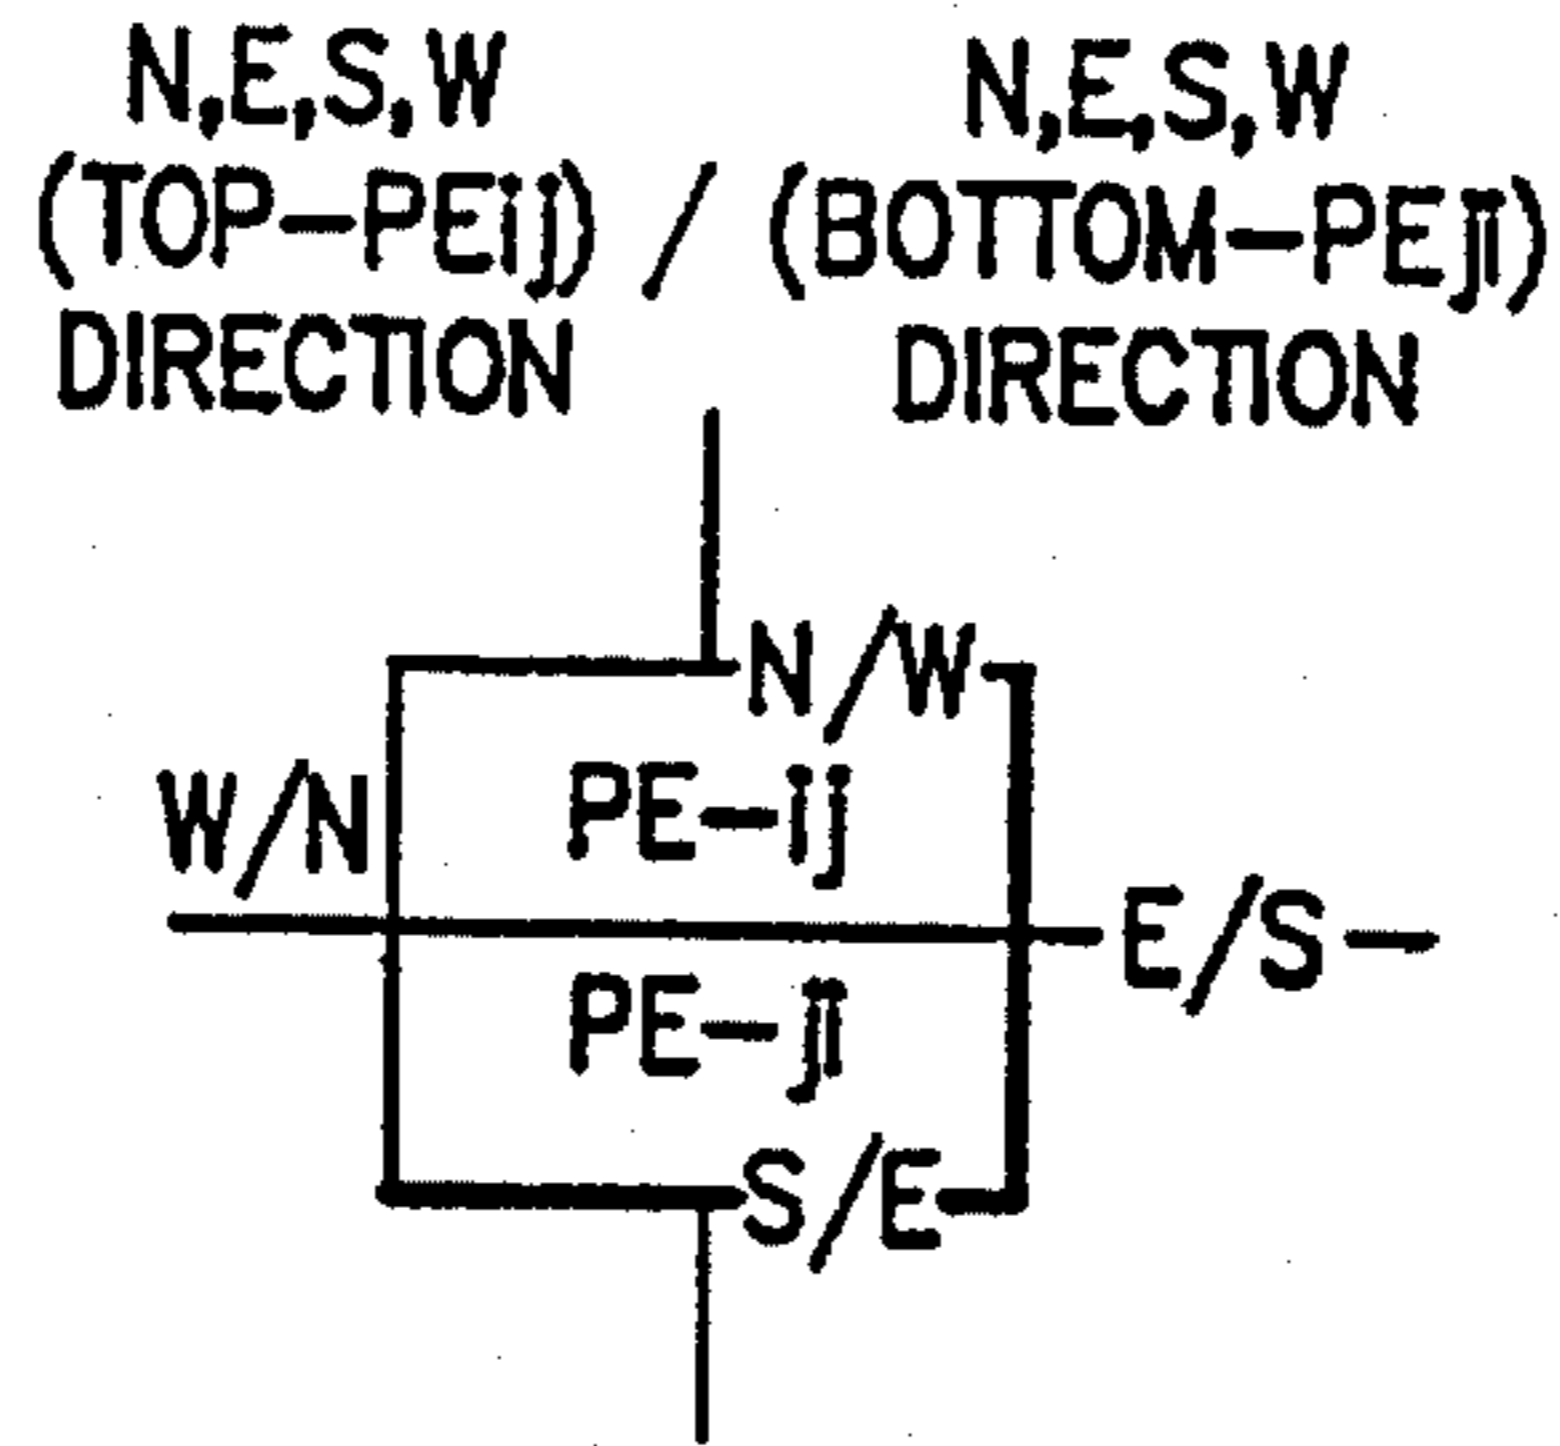 N,E,S,W N,E,S,W
(TOP-PEij) / (BOTTOM-PEji)
DIRECTION DIRECTION
N/W
PE-ij
W/N
E/S
PE-ji
S/E